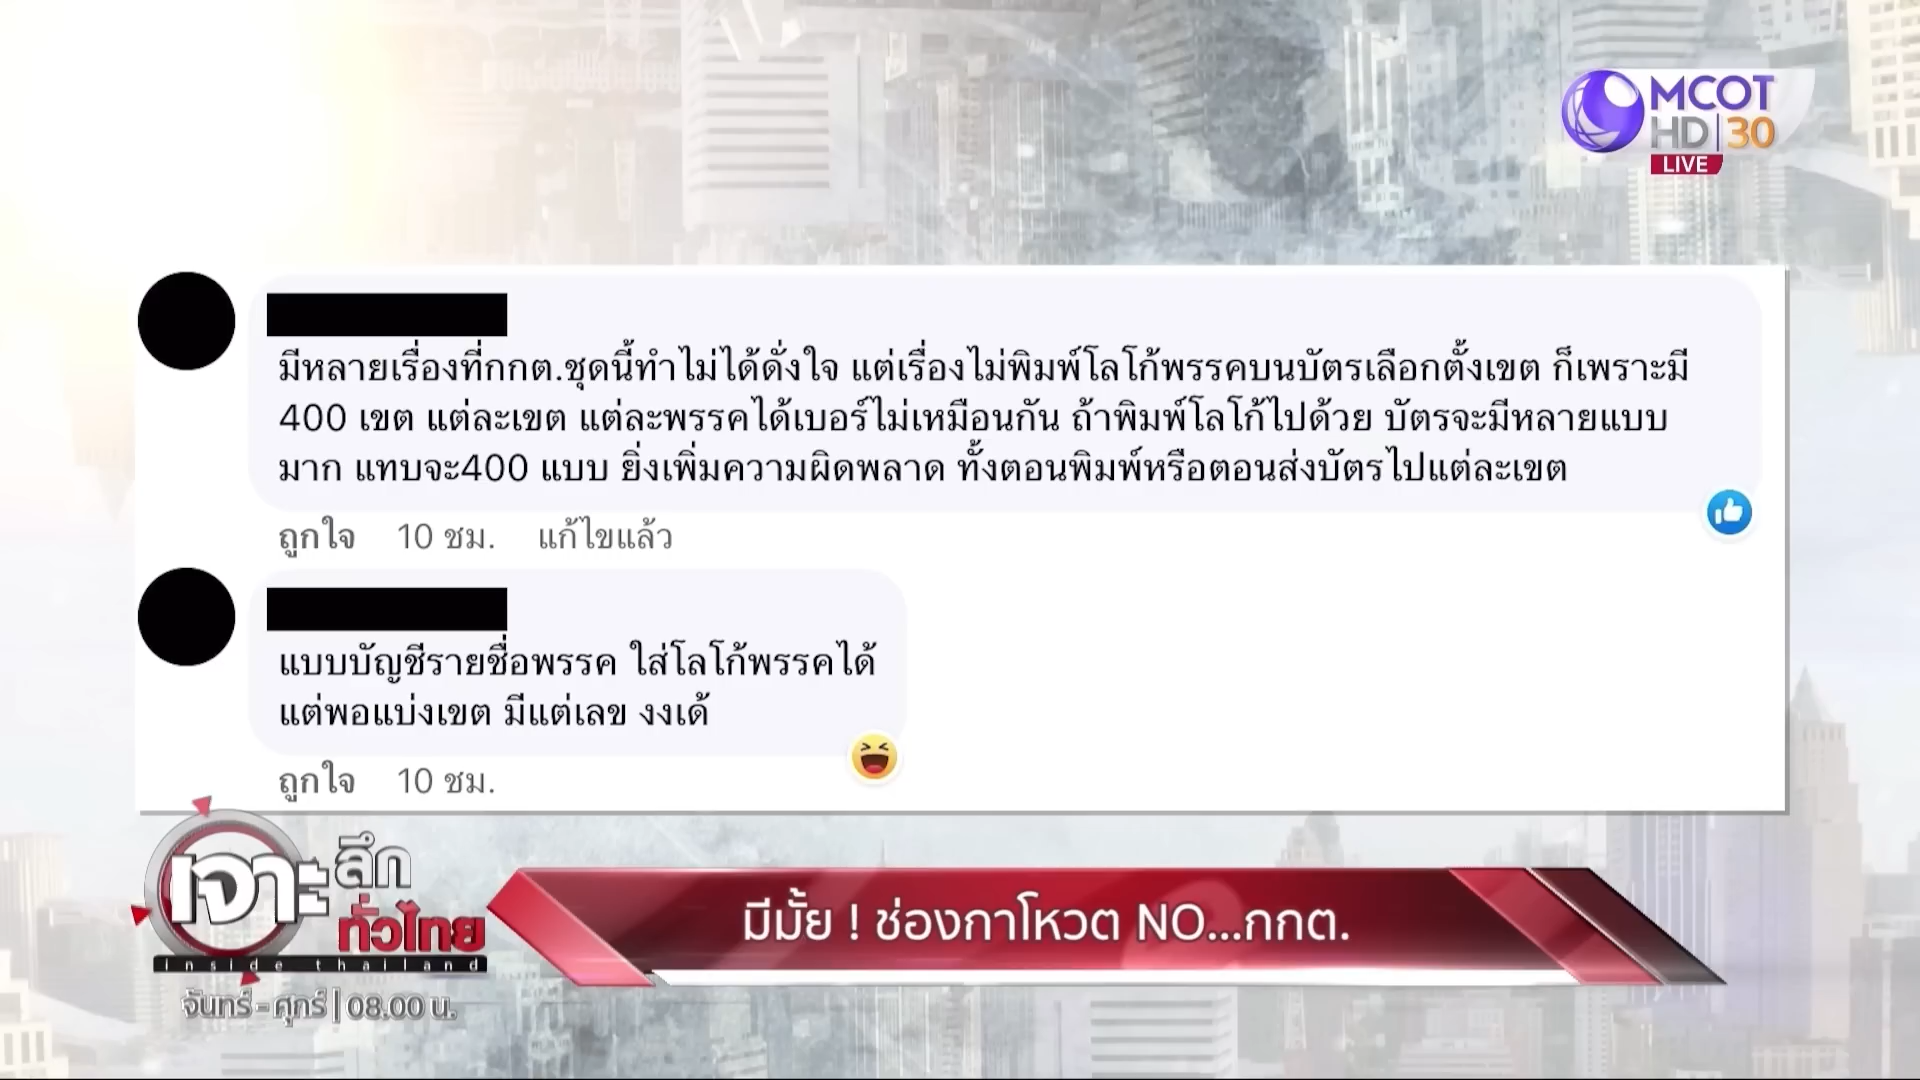 MCOT
HD 30
LIVE
มีหลายเรื่องที่กกต.ชุดนี้ทำไม่ได้ดั่งใจ แต่เรื่องไม่พิมพ์โลโก้พรรคบนบัตรเลือกตั้งเขต ก็เพราะมี
400 เขต แต่ละเขต แต่ละพรรคได้เบอร์ไม่เหมือนกัน ถ้าพิมพ์โลโก้ไปด้วย บัตรจะมีหลายแบบ
มาก แทบจะ400 แบบ ยิ่งเพิ่มความผิดพลาด ทั้งตอนพิมพ์หรือตอนส่งบัตรไปแต่ละเขต
ถูกใจ 10 ชม. แก้ไขแล้ว
แบบบัญชีรายชื่อพรรค ใส่โลโก้พรรคได้
แต่พอแบ่งเขต มีแต่เลข งงเด้
ถูกใจ 10 ชม.
เจาะลึก
ทั่วไทย
inside thailand
จันทร์ - ศุกร์ | 08.00 น.
มีมั้ย ! ช่องกาโหวต NO...กกต.